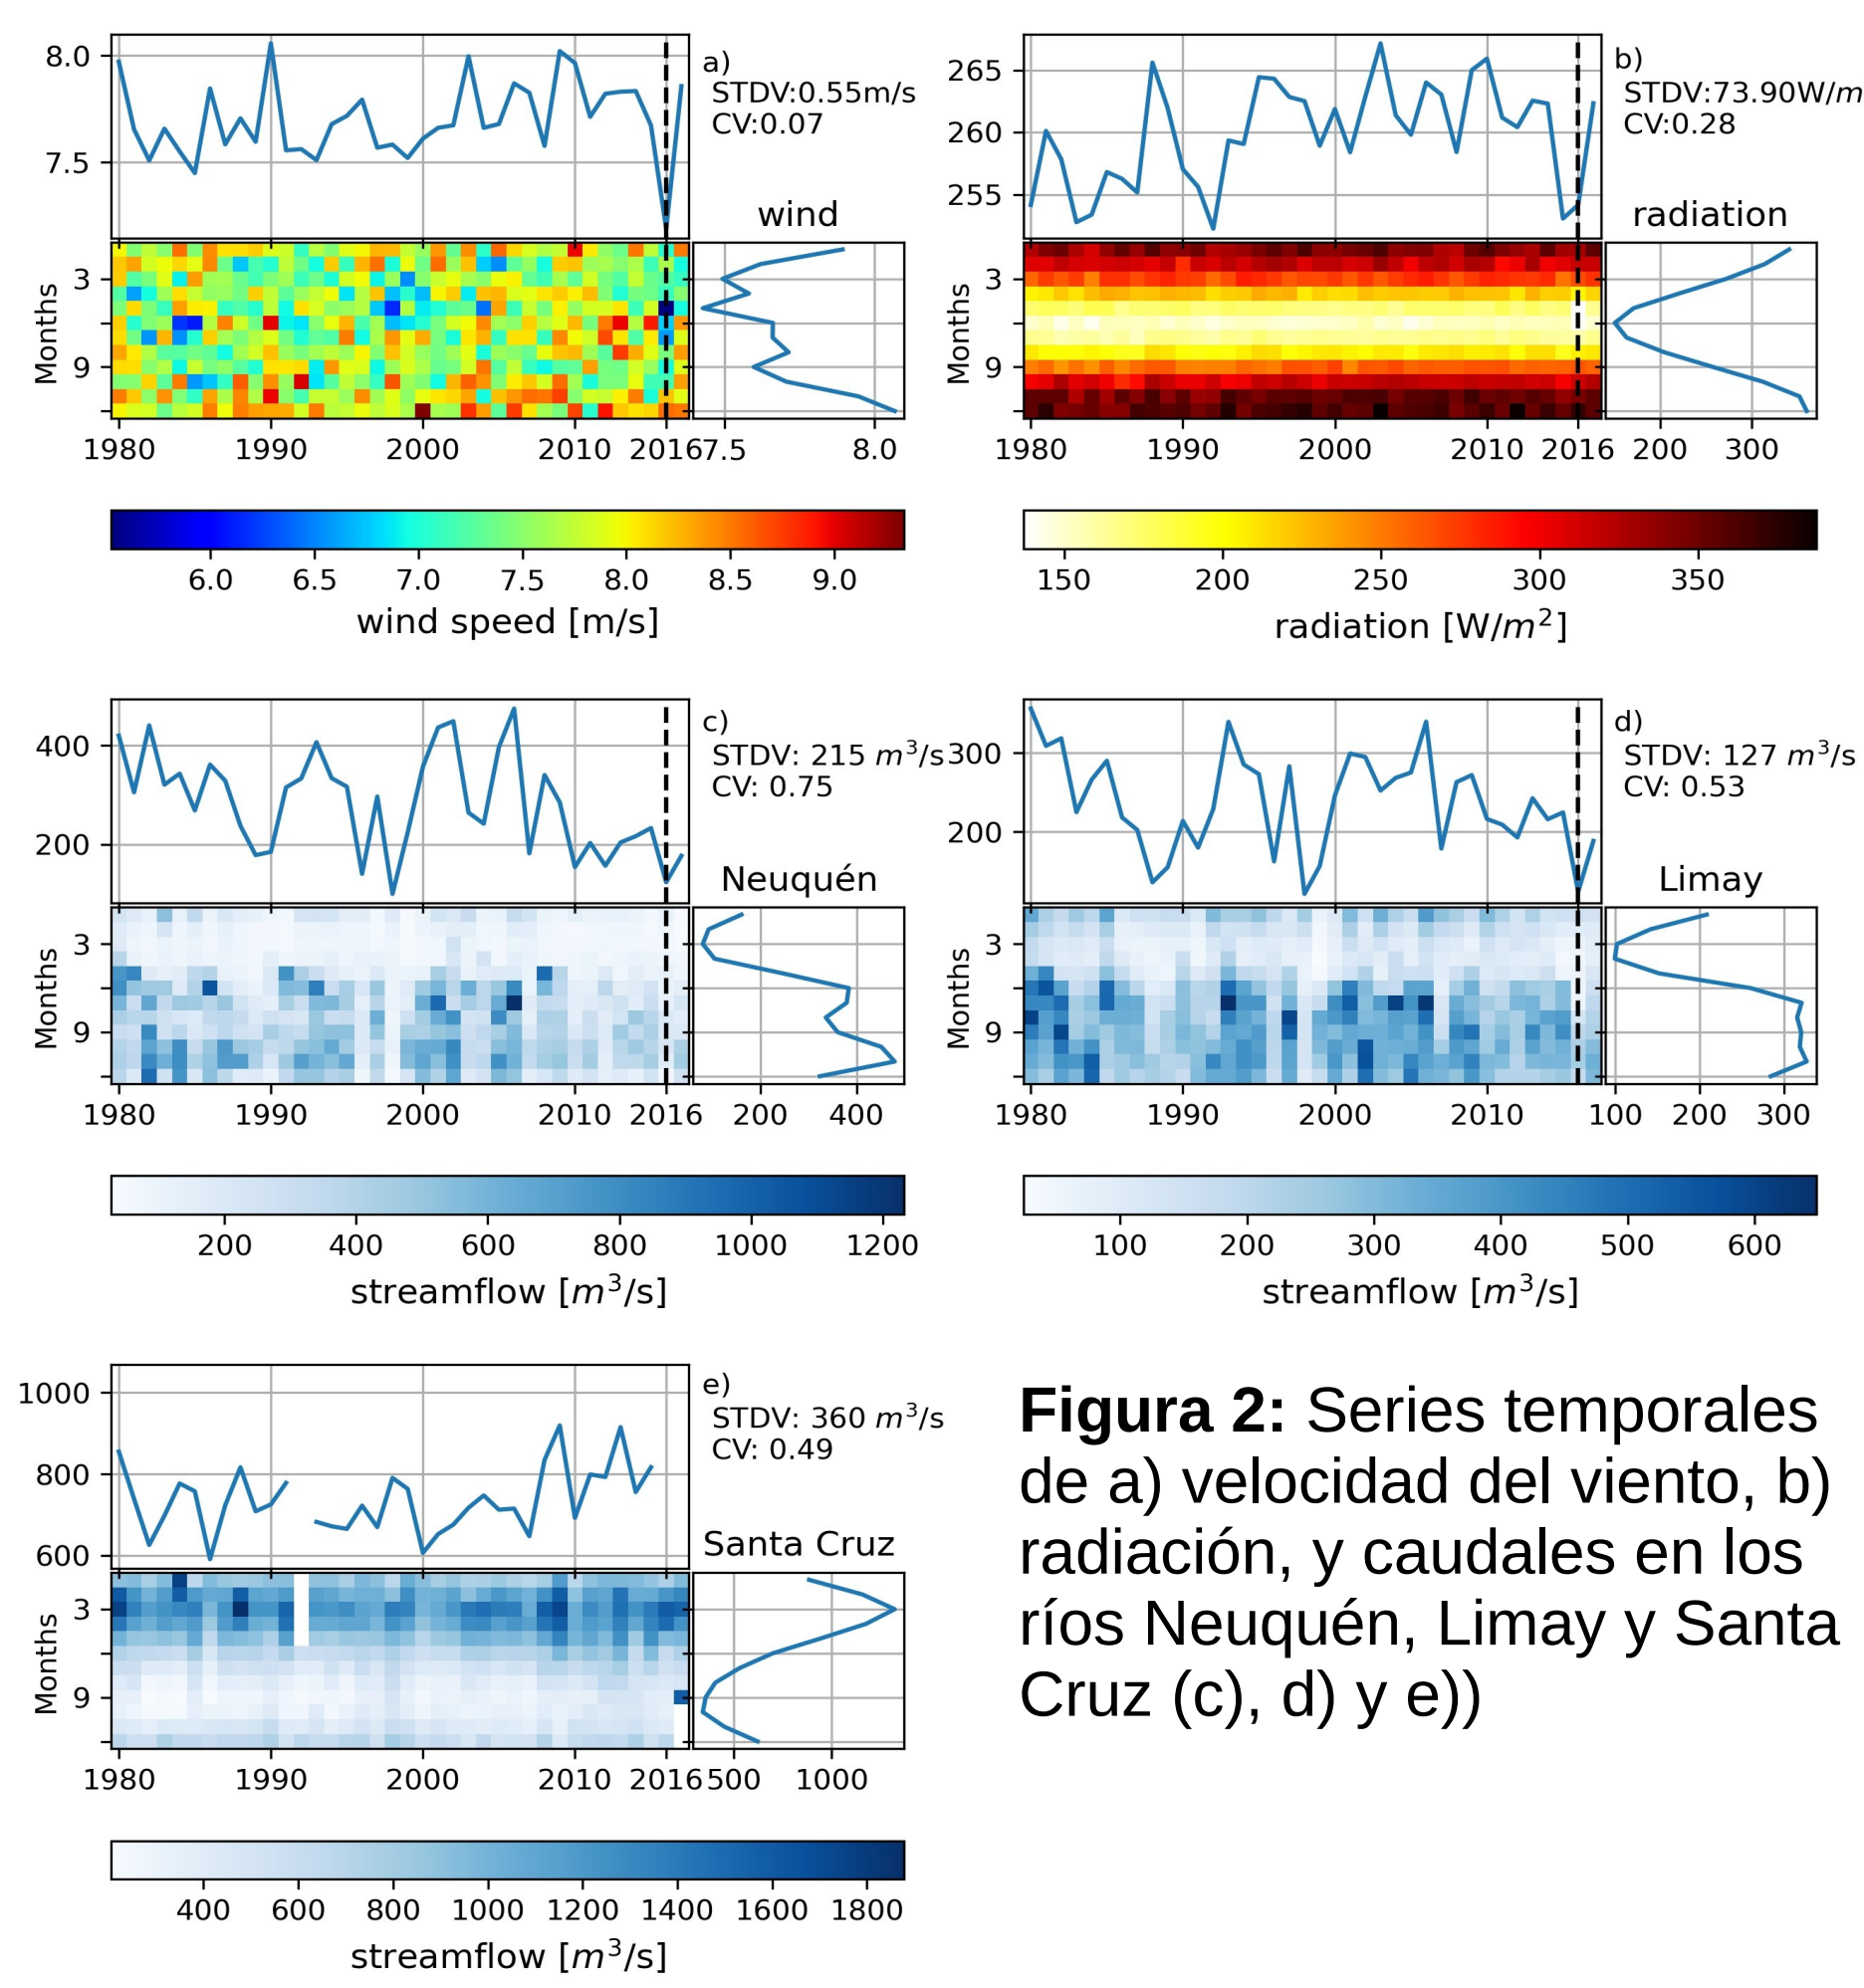 8.0
7.5
a)
STDV:0.55m/s
CV:0.07
wind
Months
3
9
1980 1990 2000 2010 2016 7.5 8.0
6.0 6.5 7.0 7.5 8.0 8.5 9.0
wind speed [m/s]
265
260
255
b)
STDV:73.90W/m
CV:0.28
radiation
Months
3
9
1980 1990 2000 2010 2016 200 300
150 200 250 300 350
radiation [W/m²]
400
200
c)
STDV: 215 m³/s
CV: 0.75
Neuquén
Months
3
9
1980 1990 2000 2010 2016 200 400
200 400 600 800 1000 1200
streamflow [m³/s]
300
200
d)
STDV: 127 m³/s
CV: 0.53
Limay
Months
3
9
1980 1990 2000 2010 100 200 300
100 200 300 400 500 600
streamflow [m³/s]
1000
800
600
e)
STDV: 360 m³/s
CV: 0.49
Santa Cruz
Months
3
9
1980 1990 2000 2010 2016 500 1000
400 600 800 1000 1200 1400 1600 1800
streamflow [m³/s]
Figura 2: Series temporales
de a) velocidad del viento, b)
radiación, y caudales en los
ríos Neuquén, Limay y Santa
Cruz (c), d) y e))